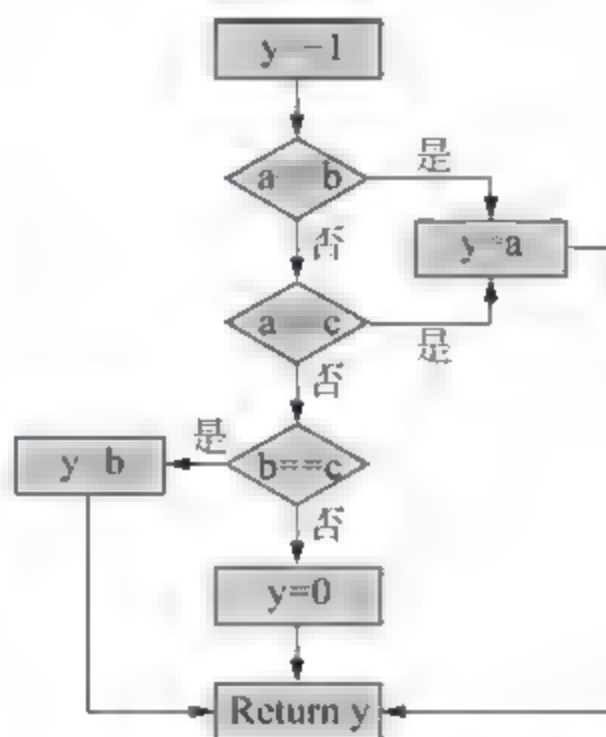 y=-1
a==b
是
否
y=a
a==c
是
否
是
y=b
b==c
否
y=0
Return y